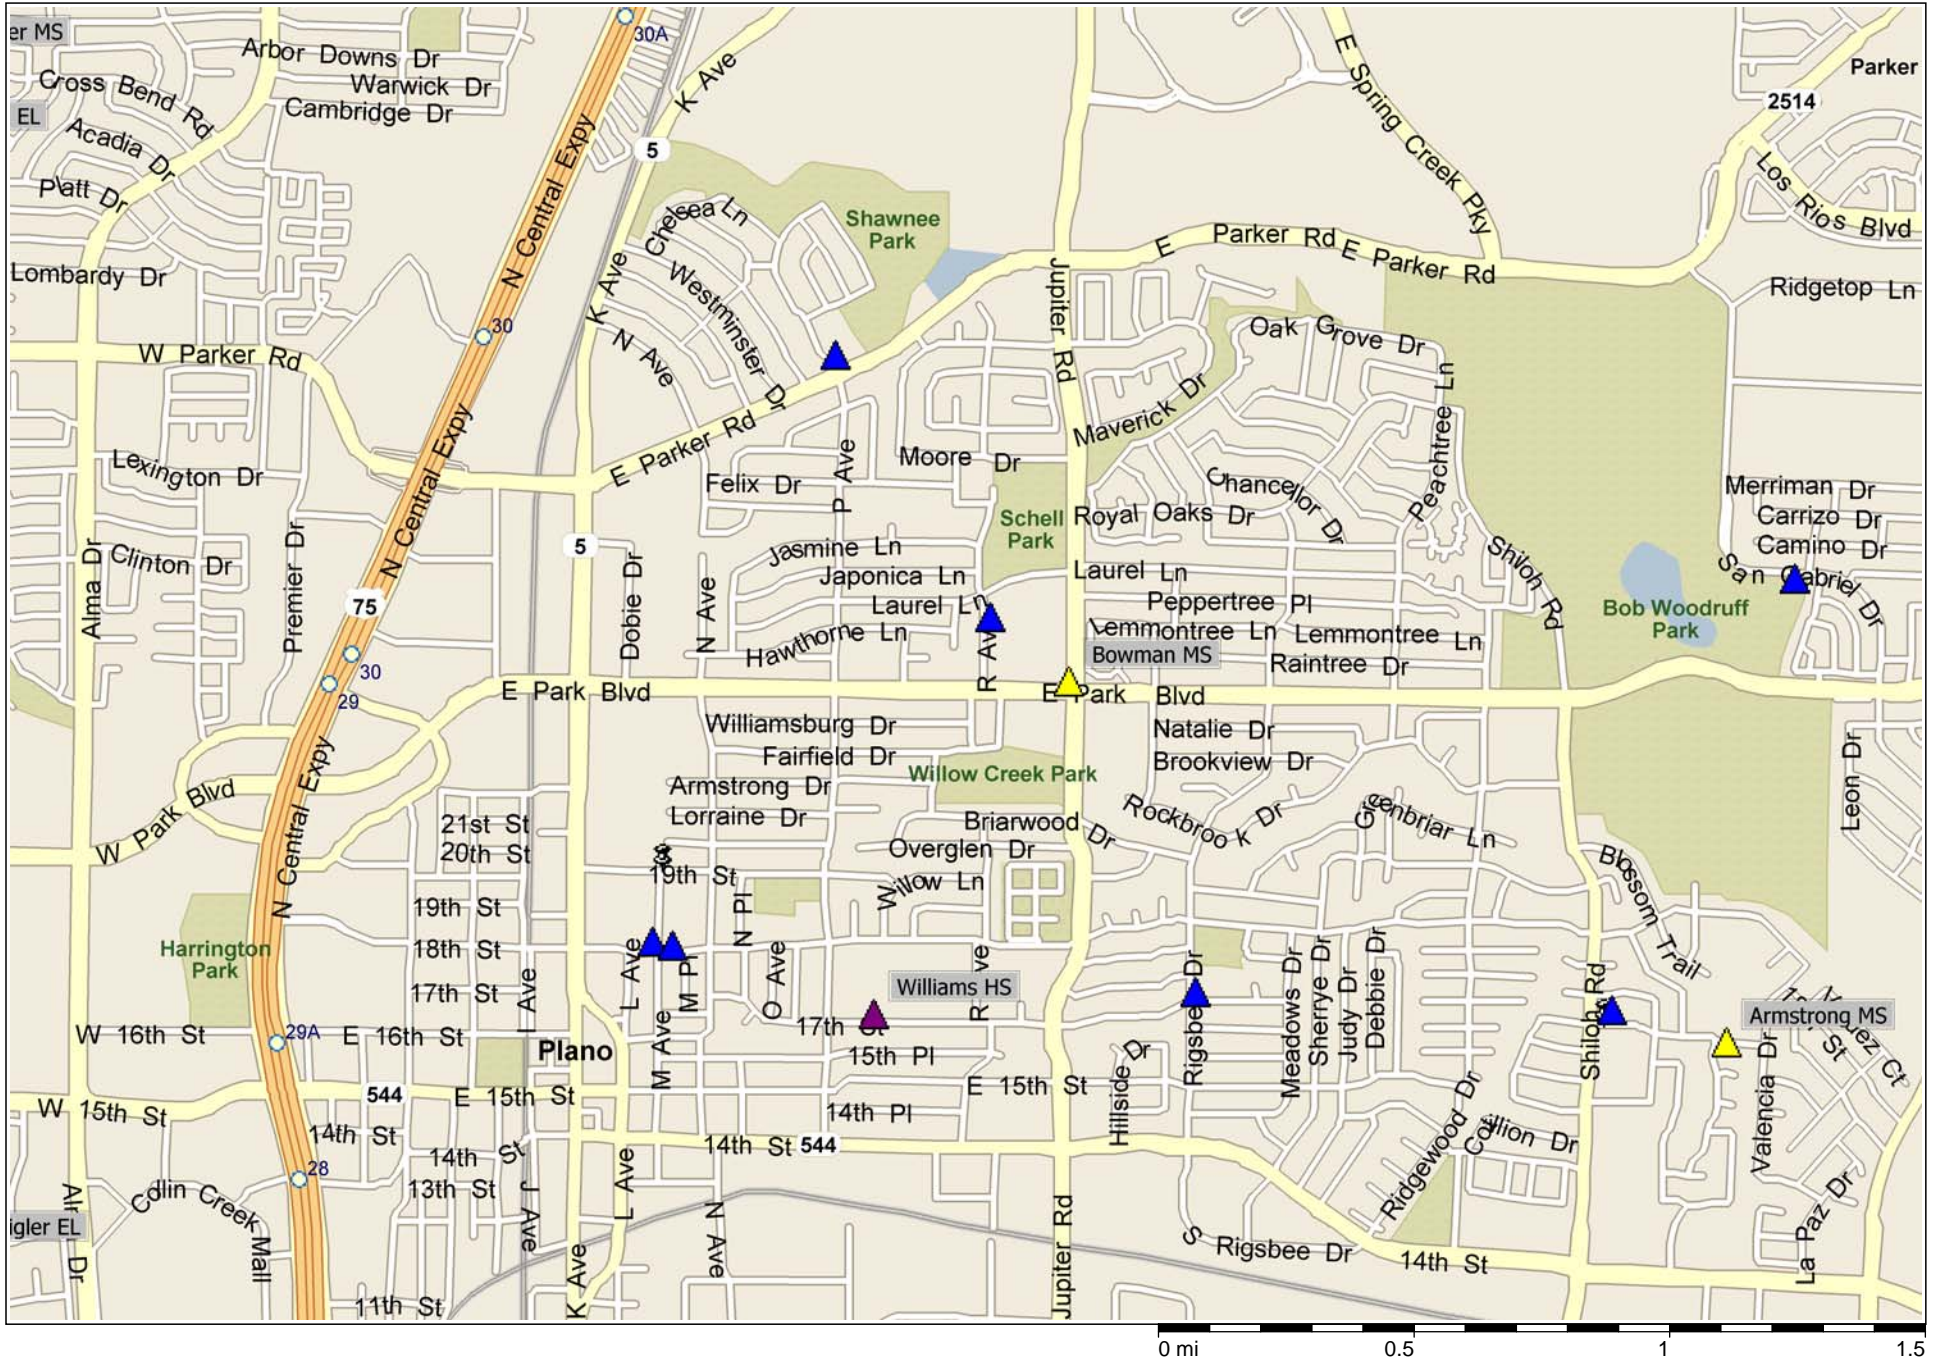 er MS
30A
Arbor Downs Dr
K Ave
E Spring Creek Pky
Parker
Cross Bend Rd
Warwick Dr
2514
EL
Cambridge Dr
N Central Expy
Acadia Dr
5
Los Rios Blvd
Platt Dr
Chelsea Ln
Shawnee
Park
E Parker Rd
E Parker Rd
Lombardy Dr
K Ave
Westminster Dr
Jupiter Rd
Ridgetop Ln
30
N Ave
Oak Grove Dr
W Parker Rd
Maverick Dr
Peachtree Ln
N Central Expy
E Parker Rd
P Ave
Moore Dr
Lexington Dr
Felix Dr
Chancellor Dr
Merriman Dr
Schell
Park
Royal Oaks Dr
Carrizo Dr
5
Jasmine Ln
Camino Dr
Alma Dr
Clinton Dr
Premier Dr
Dobie Dr
N Ave
Japonica Ln
Laurel Ln
Shiloh Rd
San Gabriel Dr
75
Laurel Ln
Peppertree Pl
Bob Woodruff
Park
Hawthorne Ln
R Ave
Lemmontree Ln
Lemmontree Ln
Bowman MS
Raintree Dr
30
29
E Park Blvd
E Park Blvd
Williamsburg Dr
Natalie Dr
Fairfield Dr
Brookview Dr
Leon Dr
N Central Expy
Willow Creek Park
W Park Blvd
Armstrong Dr
Lorraine Dr
Rockbrook Dr
Greenbriar Ln
21st St
Briarwood Dr
20th St
Overglen Dr
Blossom Trail
19th St
Willow Ln
19th St
N Pl
Harrington
Park
18th St
L Ave
M Pl
O Ave
R Ave
Rigsbee Dr
Meadows Dr
Sherrye Dr
Judy Dr
Debbie Dr
Shiloh Rd
Williams HS
17th St
I Ave
M Ave
17th St
Armstrong MS
W 16th St
29A
E 16th St
Plano
15th Pl
Hillside Dr
Valencia Dr
544
E 15th St
E 15th St
W 15th St
14th Pl
Ridgewood Dr
14th St
14th St
544
14th St
28
13th St
Alma Dr
Collin Creek Mall
J Ave
L Ave
N Ave
Jupiter Rd
La Paz Dr
igler EL
S Rigsbee Dr
14th St
K Ave
11th St
0 mi
0.5
1
1.5